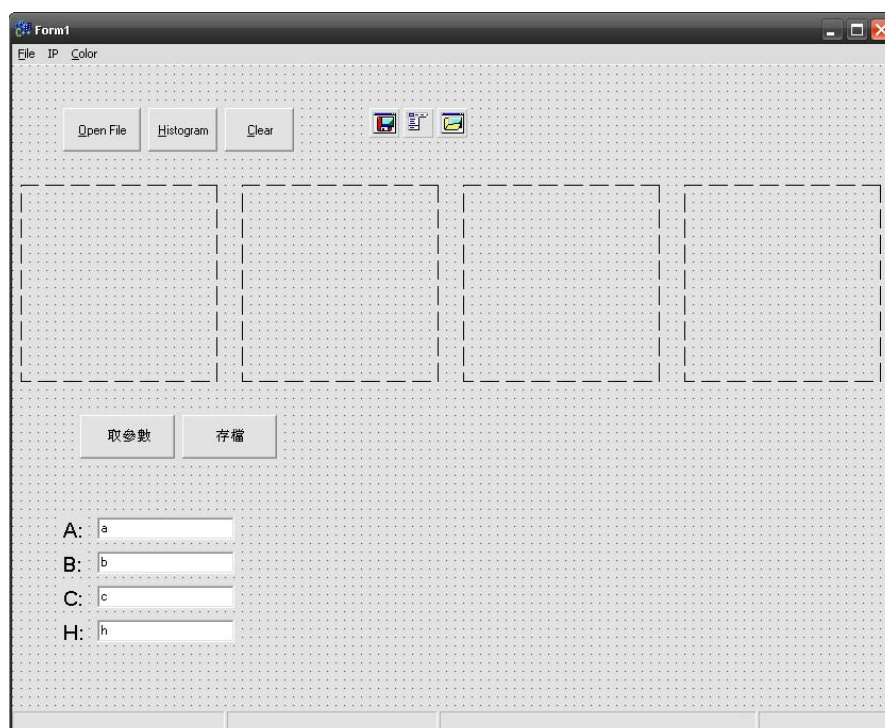 Form1
File IP Color
Open File Histogram Clear
取參數 存檔
A: a
B: b
C: c
H: h